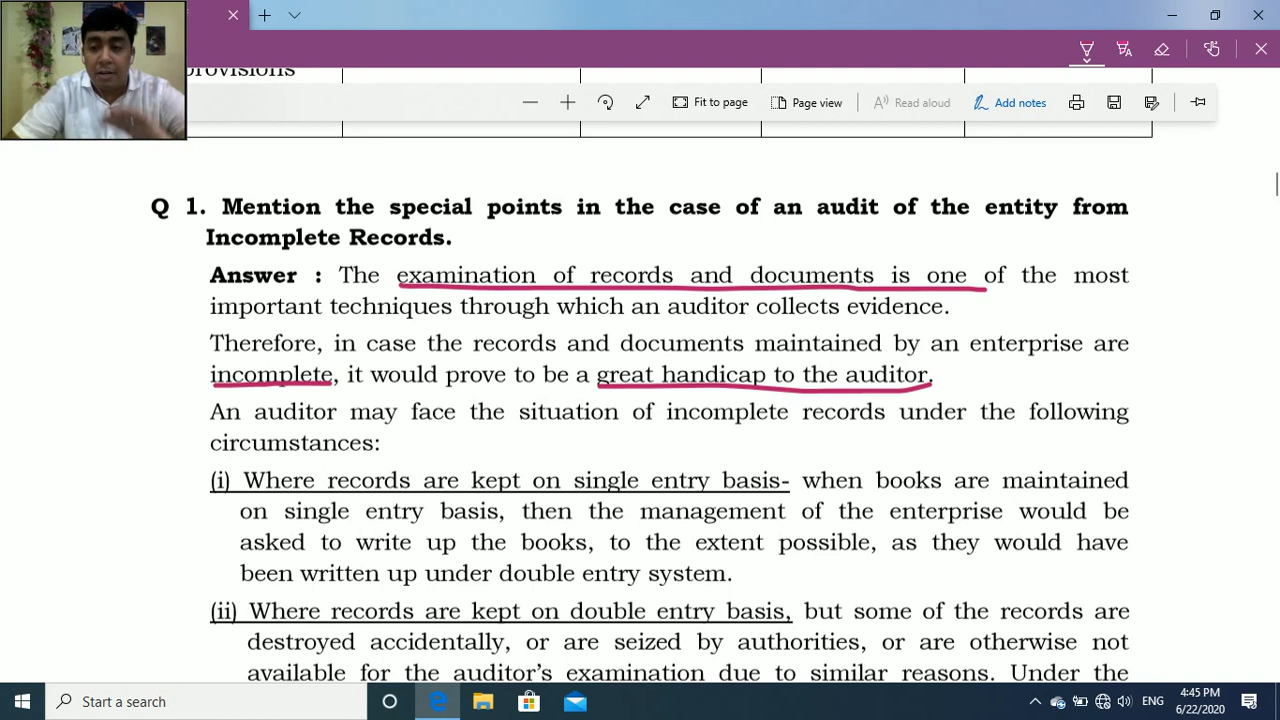 provisions
Fit to page
Page view
Read aloud
Add notes
Q 1. Mention the special points in the case of an audit of the entity from
Incomplete Records.
Answer : The examination of records and documents is one of the most
important techniques through which an auditor collects evidence.
Therefore, in case the records and documents maintained by an enterprise are
incomplete, it would prove to be a great handicap to the auditor.
An auditor may face the situation of incomplete records under the following
circumstances:
(i) Where records are kept on single entry basis- when books are maintained
on single entry basis, then the management of the enterprise would be
asked to write up the books, to the extent possible, as they would have
been written up under double entry system.
(ii) Where records are kept on double entry basis, but some of the records are
destroyed accidentally, or are seized by authorities, or are otherwise not
available for the auditor's examination due to similar reasons. Under the
Start a search
ENG
4:45 PM
6/22/2020